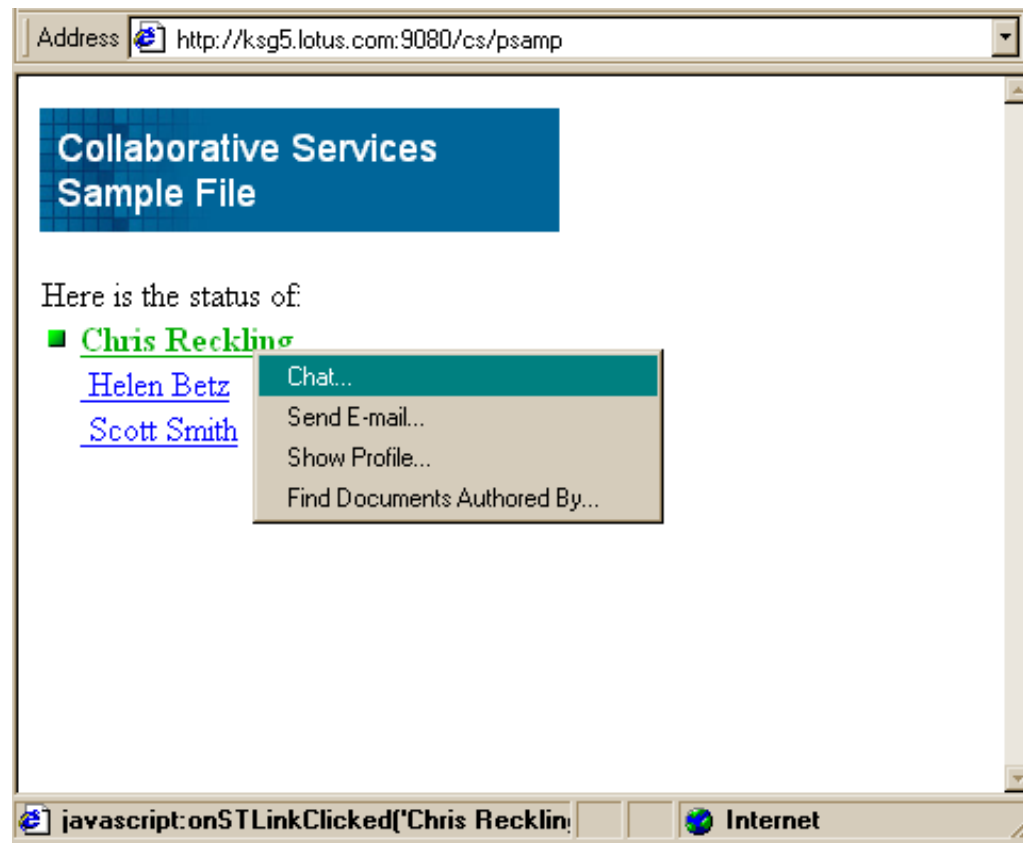 Address http://ksg5.lotus.com:9080/cs/psamp
Collaborative Services
Sample File
Here is the status of:
Chris Reckling
Helen Betz
Scott Smith
Chat...
Send E-mail...
Show Profile...
Find Documents Authored By...
javascript:onSTLinkClicked('Chris Reckling
Internet